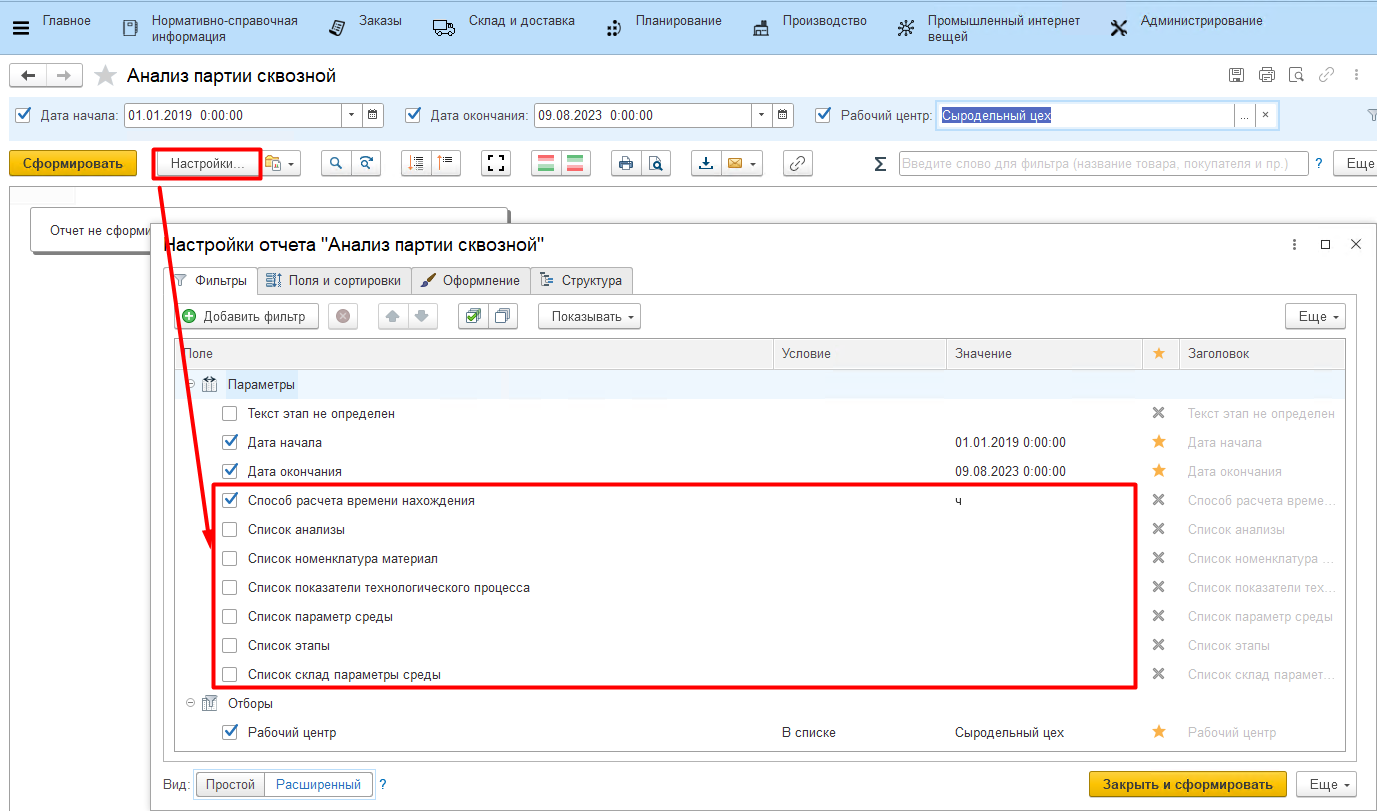 Главное
Нормативно-справочная
информация
Заказы
Склад и доставка
Планирование
Производство
Промышленный интернет
вещей
Администрирование
Анализ партии сквозной
Дата начала: 01.01.2019 0:00:00
Дата окончания: 09.08.2023 0:00:00
Рабочий центр: Сыродельный цех ... ×
Сформировать
Настройки...
Σ
Введите слово для фильтра (название товара, покупателя и пр.)
?
Еще
Отчет не сформи
Настройки отчета "Анализ партии сквозной"
Фильтры
Поля и сортировки
Оформление
Структура
Добавить фильтр
Показывать
Еще
Поле Условие Значение Заголовок
Параметры
Текст этап не определен Текст этап не определен
Дата начала 01.01.2019 0:00:00 Дата начала
Дата окончания 09.08.2023 0:00:00 Дата окончания
Способ расчета времени нахождения ч Способ расчета време...
Список анализы Список анализы
Список номенклатура материал Список номенклатура ...
Список показатели технологического процесса Список показатели тех...
Список параметр среды Список параметр среды
Список этапы Список этапы
Список склад параметры среды Список склад парамет...
Отборы
Рабочий центр В списке Сыродельный цех Рабочий центр
Вид: Простой Расширенный ?
Закрыть и сформировать
Еще